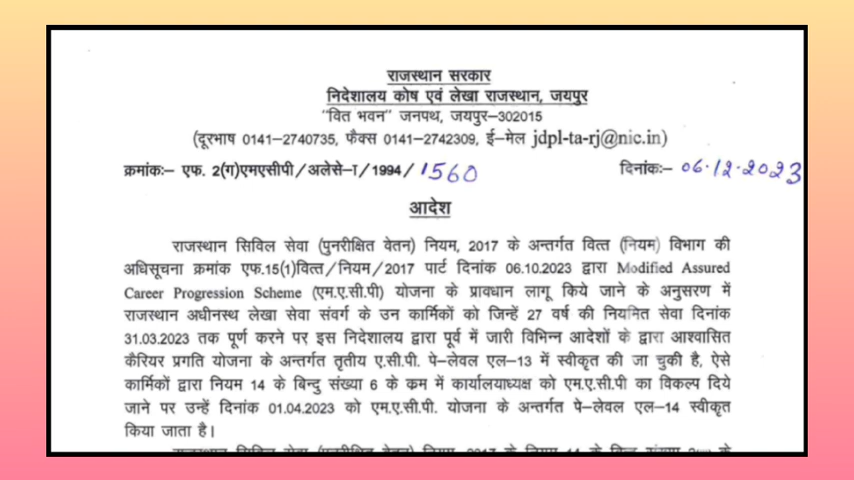 राजस्थान सरकार
निदेशालय कोष एवं लेखा राजस्थान, जयपुर
"वित भवन" जनपथ, जयपुर–302015
(दूरभाष 0141–2740735, फैक्स 0141–2742309, ई–मेल jdpl-ta-rj@nic.in)
क्रमांकः– एफ. 2(ग)एमएसीपी/अलेसे–I/1994/1560 दिनांकः– 06.12.2023
आदेश
राजस्थान सिविल सेवा (पुनरीक्षित वेतन) नियम, 2017 के अन्तर्गत वित्त (नियम) विभाग की
अधिसूचना क्रमांक एफ.15(1)वित्त/नियम/2017 पार्ट दिनांक 06.10.2023 द्वारा Modified Assured
Career Progression Scheme (एम.ए.सी.पी) योजना के प्रावधान लागू किये जाने के अनुसरण में
राजस्थान अधीनस्थ लेखा सेवा संवर्ग के उन कार्मिकों को जिन्हें 27 वर्ष की नियमित सेवा दिनांक
31.03.2023 तक पूर्ण करने पर इस निदेशालय द्वारा पूर्व में जारी विभिन्न आदेशों के द्वारा आश्वासित
कैरियर प्रगति योजना के अन्तर्गत तृतीय ए.सी.पी. पे–लेवल एल–13 में स्वीकृत की जा चुकी है, ऐसे
कार्मिकों द्वारा नियम 14 के बिन्दु संख्या 6 के क्रम में कार्यालयाध्यक्ष को एम.ए.सी.पी का विकल्प दिये
जाने पर उन्हें दिनांक 01.04.2023 को एम.ए.सी.पी. योजना के अन्तर्गत पे–लेवल एल–14 स्वीकृत
किया जाता है।